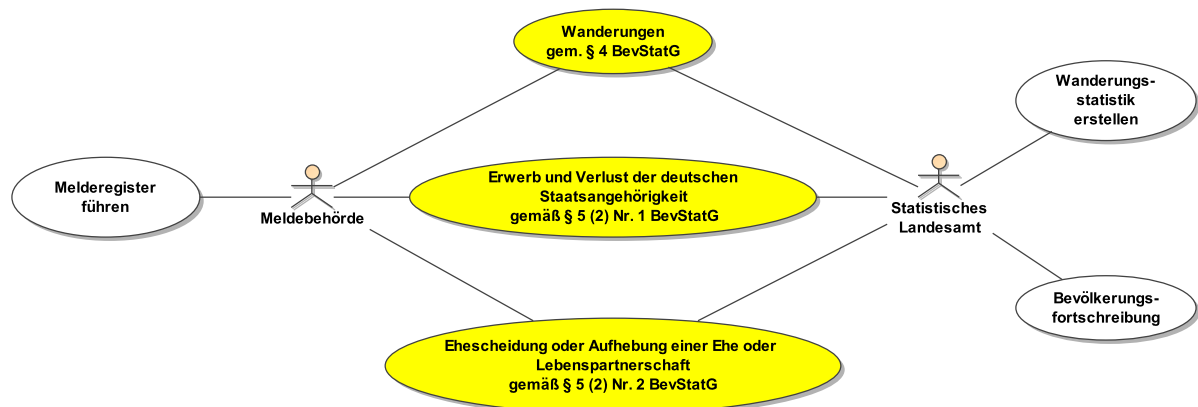 Wanderungen
gem. § 4 BevStatG
Wanderungs-
statistik
erstellen
Melderegister
führen
Meldebehörde
Erwerb und Verlust der deutschen
Staatsangehörigkeit
gemäß § 5 (2) Nr. 1 BevStatG
Statistisches
Landesamt
Bevölkerungs-
fortschreibung
Ehescheidung oder Aufhebung einer Ehe oder
Lebenspartnerschaft
gemäß § 5 (2) Nr. 2 BevStatG